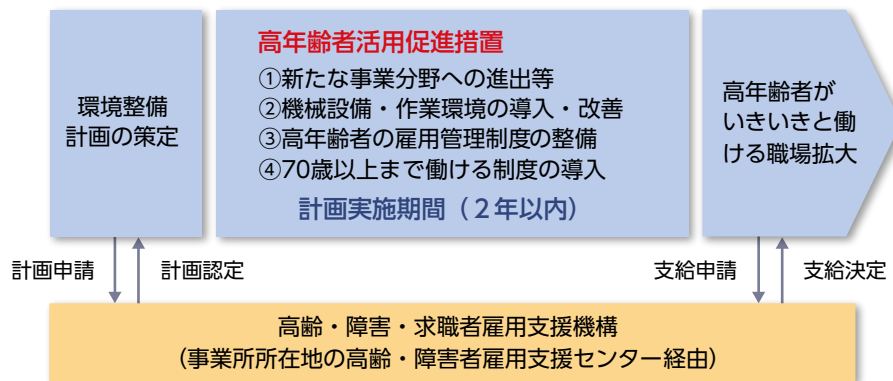 環境整備
計画の策定
高年齢者活用促進措置
①新たな事業分野への進出等
②機械設備・作業環境の導入・改善
③高年齢者の雇用管理制度の整備
④70歳以上まで働ける制度の導入
計画実施期間（２年以内）
高年齢者が
いきいきと働
ける職場拡大
計画申請
計画認定
支給申請
支給決定
高齢・障害・求職者雇用支援機構
（事業所所在地の高齢・障害者雇用支援センター経由）